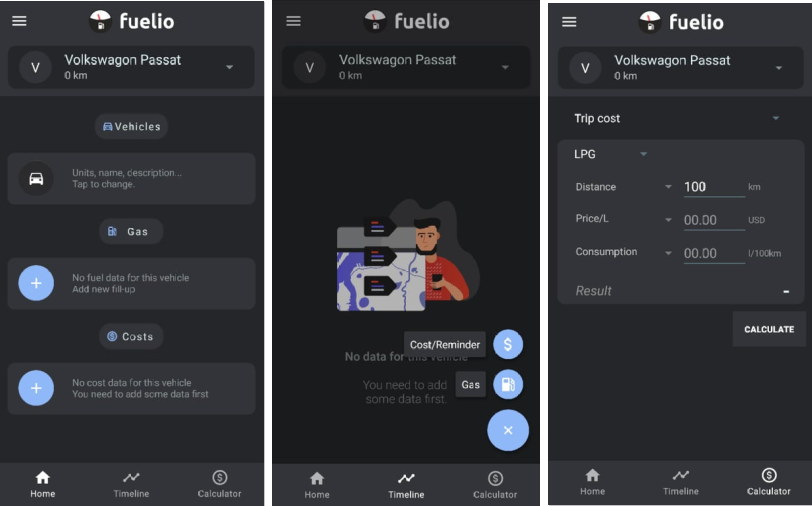 fuelio
V
Volkswagon Passat
0 km
Vehicles
Units, name, description...
Tap to change.
Gas
No fuel data for this vehicle
Add new fill-up
Costs
No cost data for this vehicle
You need to add some data first
Home
Timeline
Calculator
fuelio
V
Volkswagon Passat
0 km
Cost/Reminder
No data for this vehicle
You need to add
some data first.
Gas
Home
Timeline
Calculator
fuelio
V
Volkswagon Passat
0 km
Trip cost
LPG
Distance 100 km
Price/L 00.00 USD
Consumption 00.00 l/100km
Result -
CALCULATE
Home
Timeline
Calculator